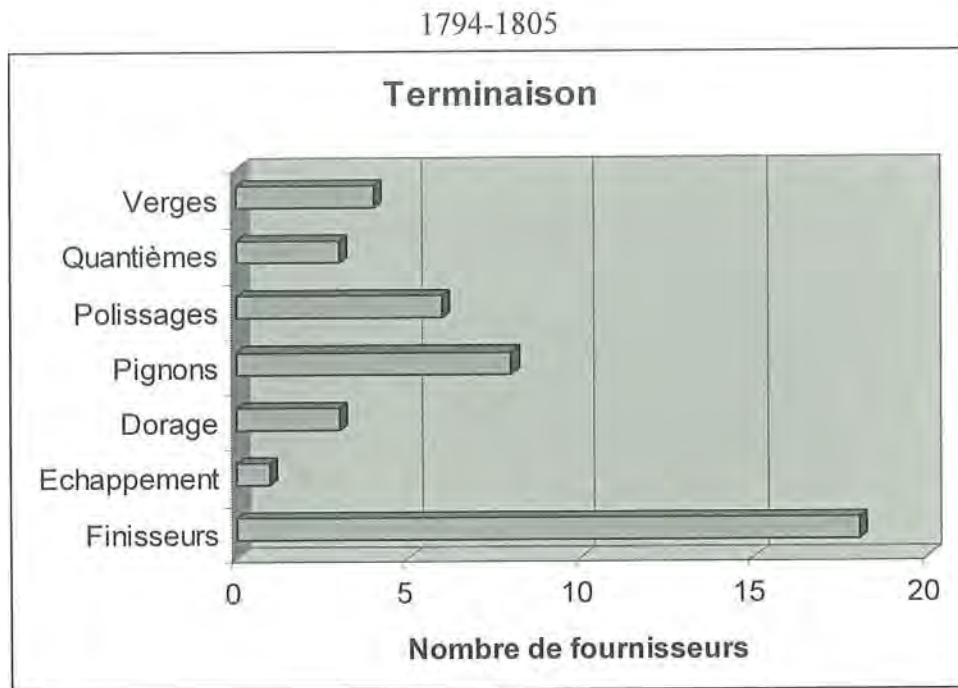 1794-1805
Terminaison
Verges
Quantièmes
Polissages
Pignons
Dorage
Echappement
Finisseurs
0 5 10 15 20
Nombre de fournisseurs